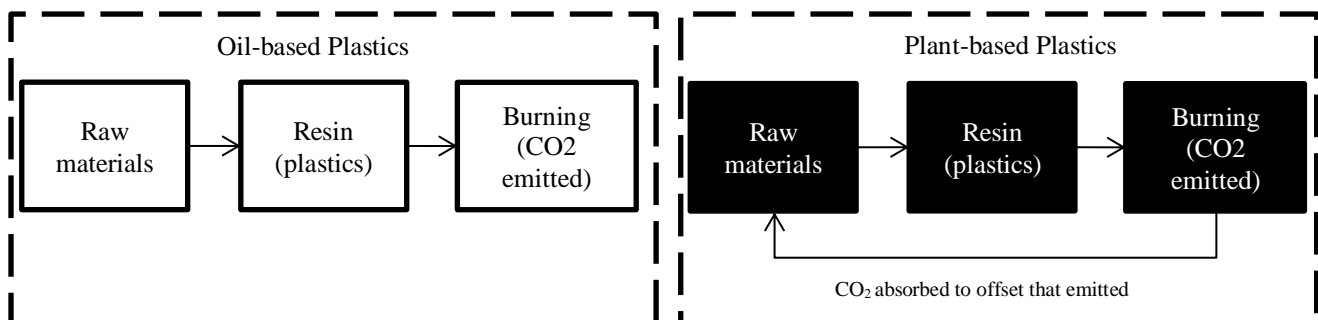 Oil-based Plastics
Raw
materials
Resin
(plastics)
Burning
(CO2
emitted)
Plant-based Plastics
Raw
materials
Resin
(plastics)
Burning
(CO2
emitted)
CO₂ absorbed to offset that emitted